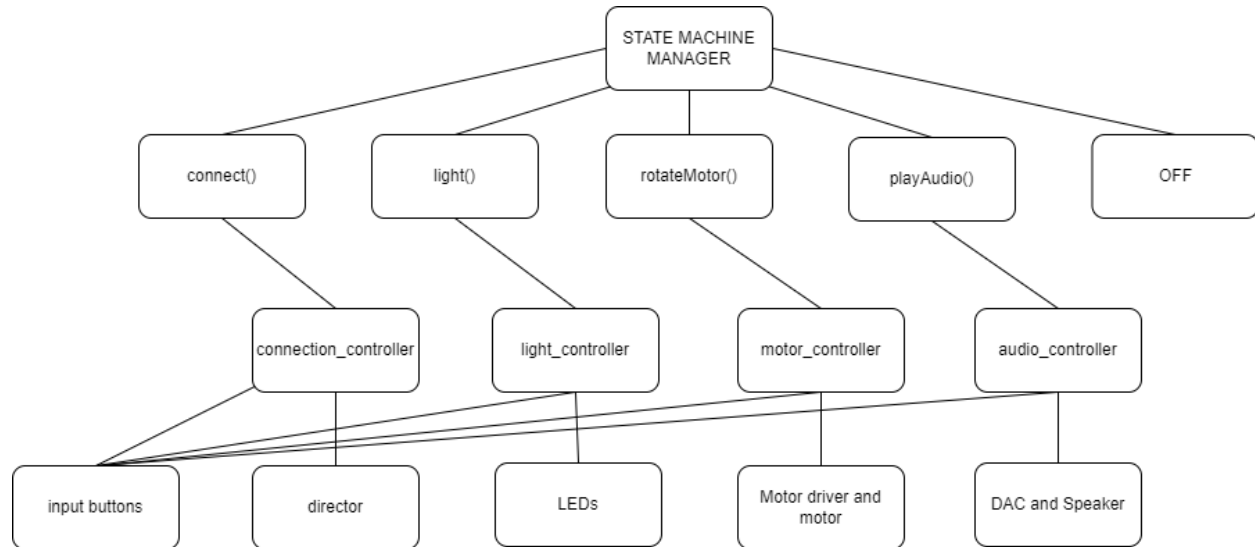 STATE MACHINE
MANAGER
connect()
light()
rotateMotor()
playAudio()
OFF
connection_controller
light_controller
motor_controller
audio_controller
input buttons
director
LEDs
Motor driver and
motor
DAC and Speaker